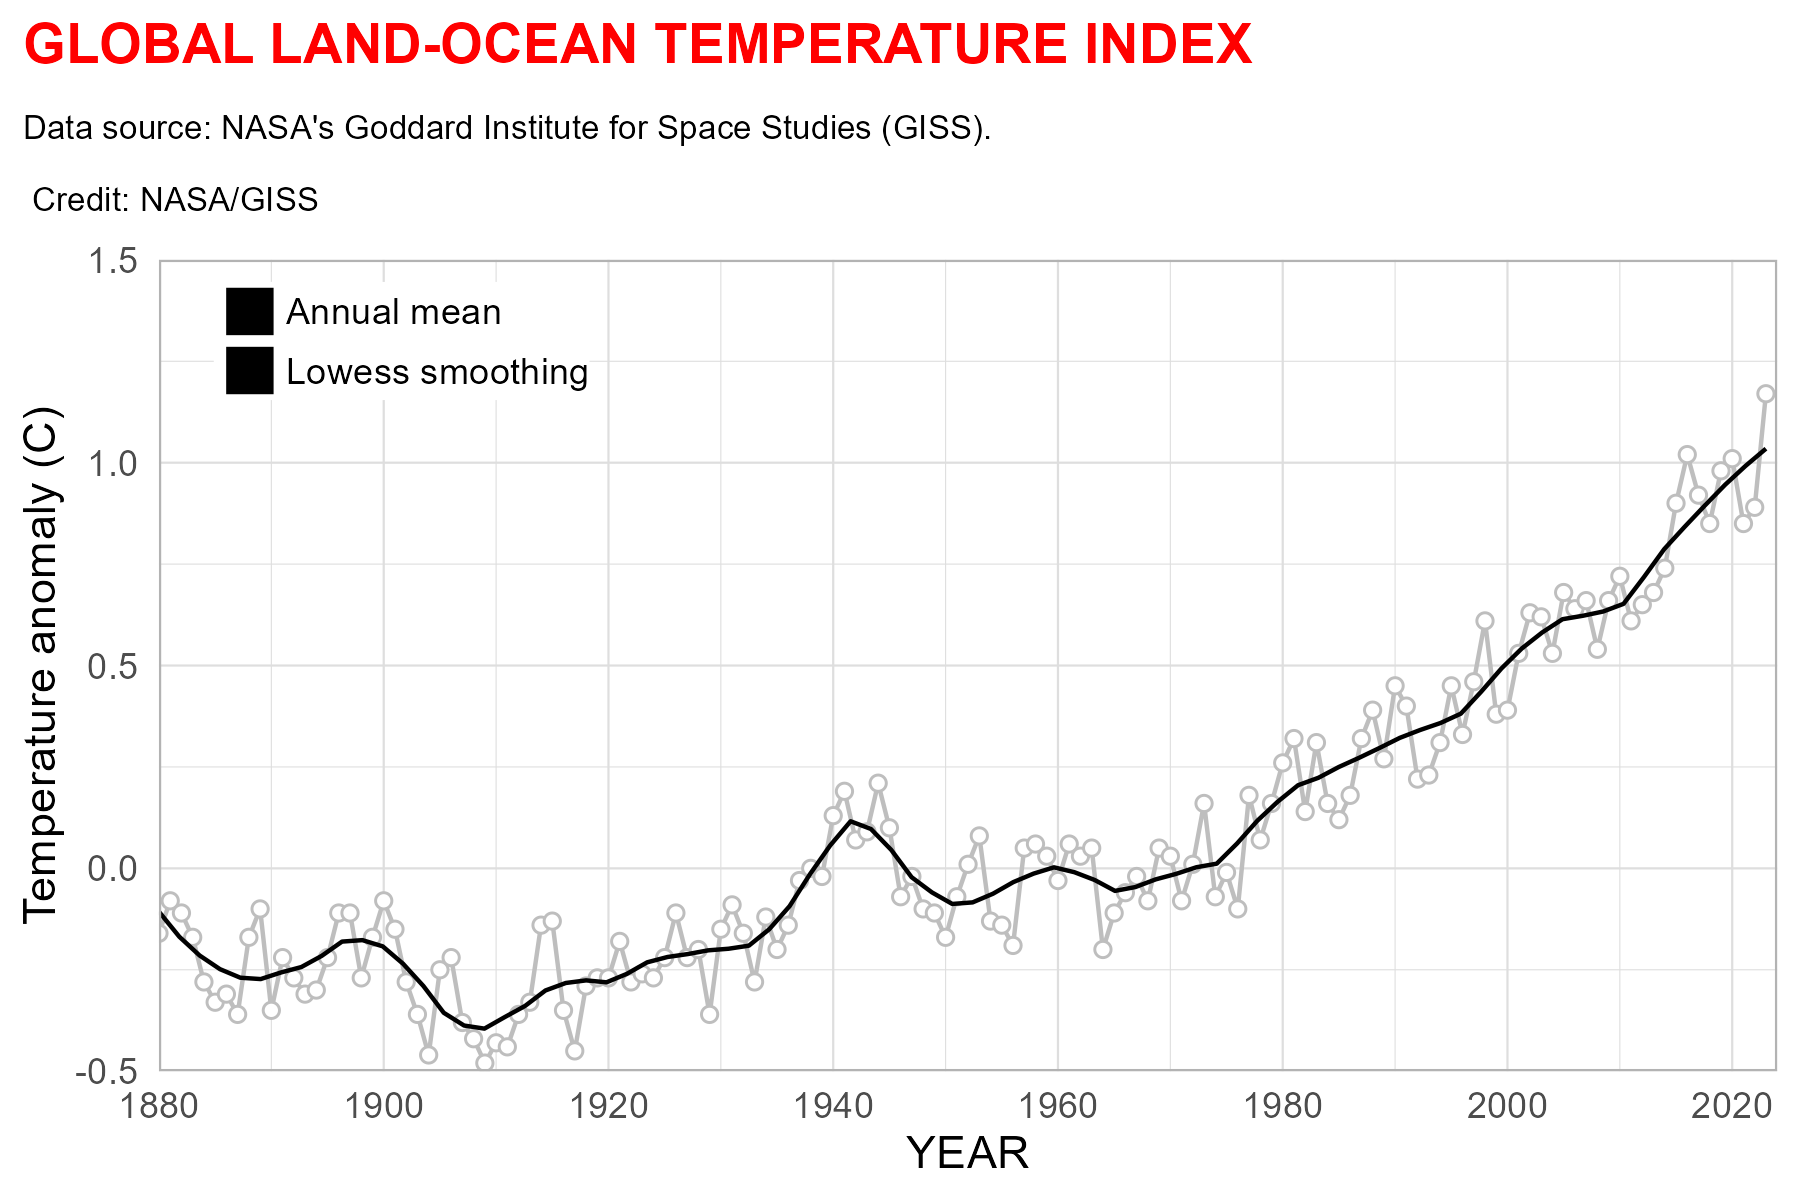 GLOBAL LAND-OCEAN TEMPERATURE INDEX
Data source: NASA's Goddard Institute for Space Studies (GISS).
Credit: NASA/GISS
1.5
Annual mean
Lowess smoothing
1.0
0.5
0.0
-0.5
Temperature anomaly (C)
1880 1900 1920 1940 1960 1980 2000 2020
YEAR